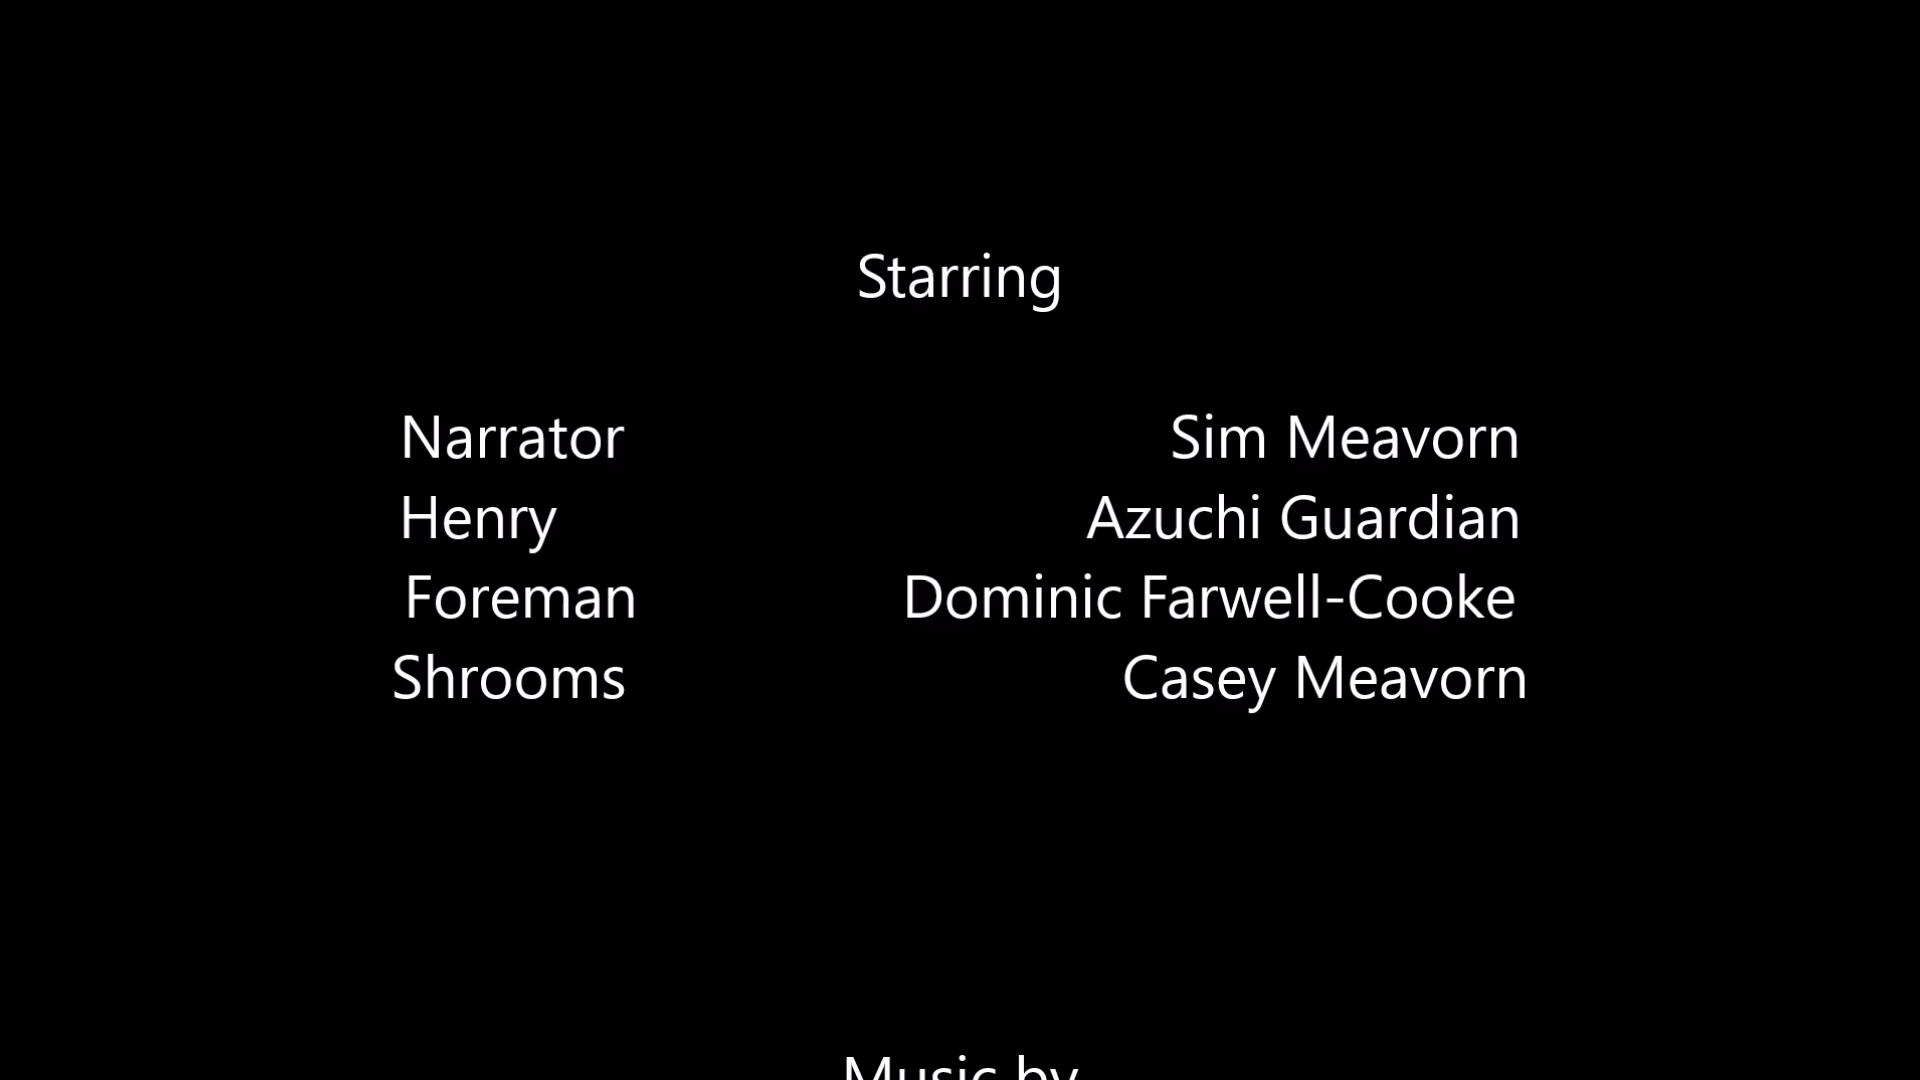 Starring
Narrator Sim Meavorn
Henry Azuchi Guardian
Foreman Dominic Farwell-Cooke
Shrooms Casey Meavorn
Music by